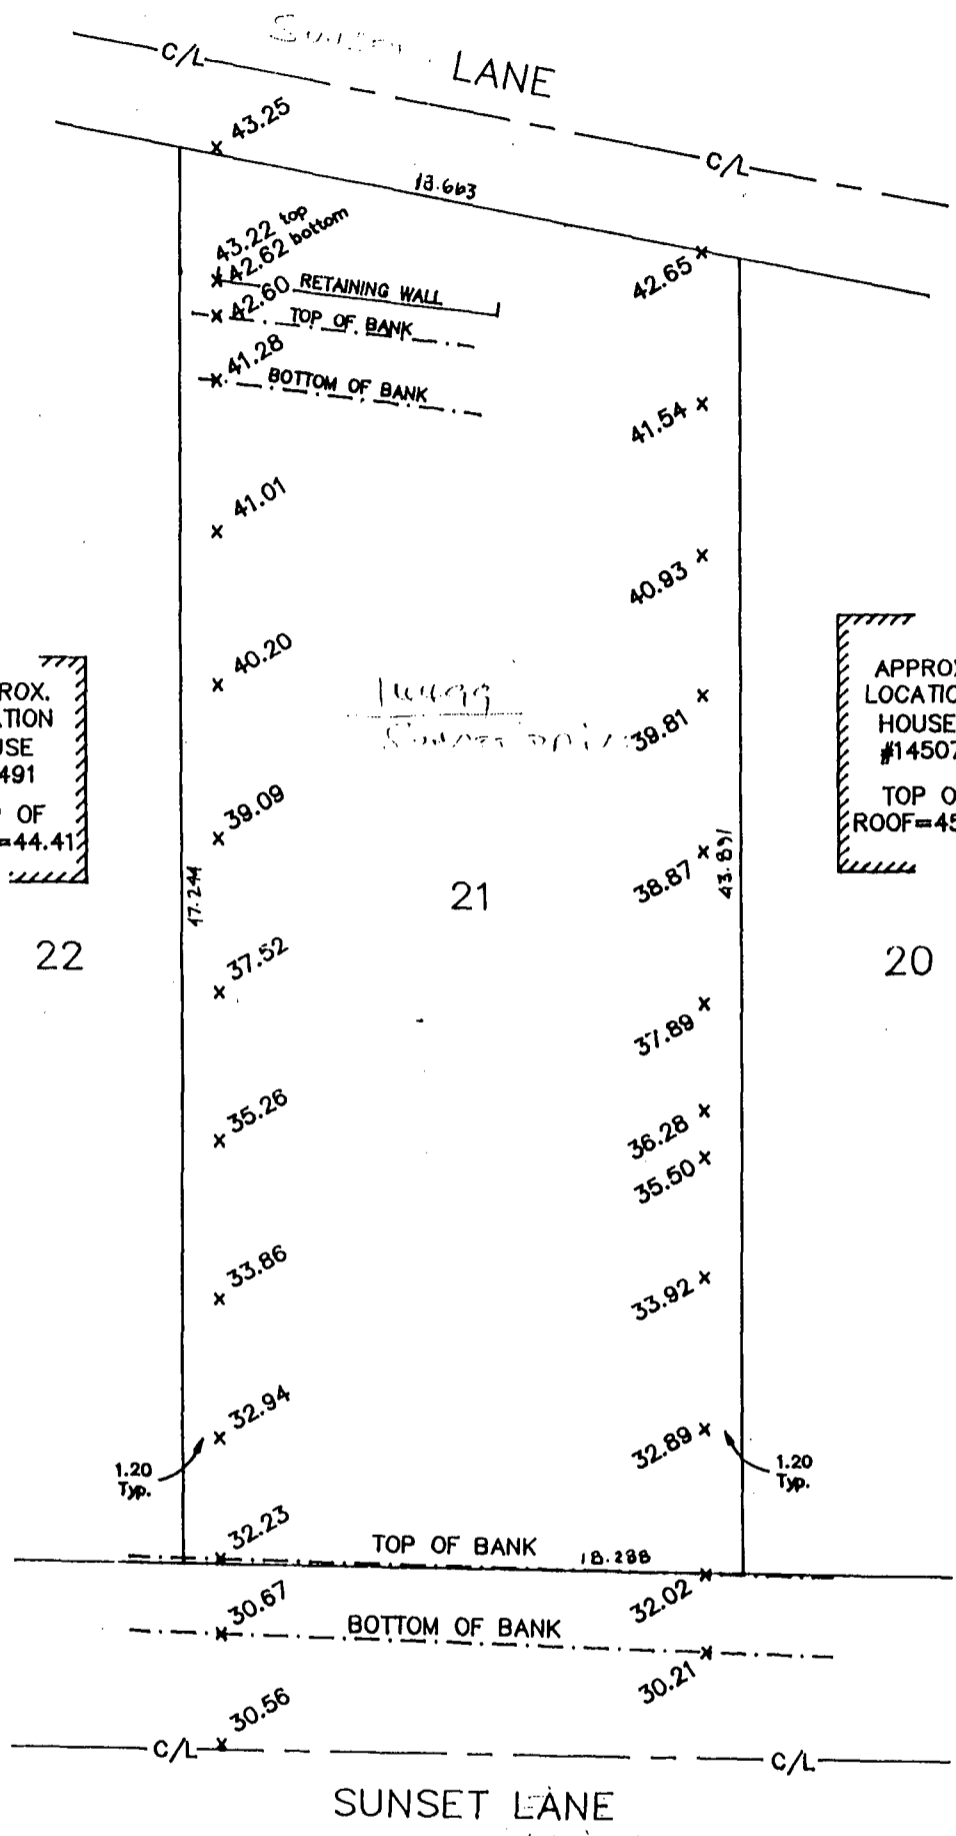 LANE
C/L
C/L
43.25
18.663
43.22 top
42.62 bottom
42.65
42.60 RETAINING WALL
TOP OF BANK
41.28
BOTTOM OF BANK
41.54
41.01
40.93
40.20
39.81
ROX.
TION
USE
491
OF
=44.41
APPROX
LOCATIO
HOUSE
#14507
TOP O
ROOF=45
39.09
38.87
47.244
43.891
21
22
20
37.52
37.89
35.26
36.28
35.50
33.86
33.92
32.94
32.89
1.20
Typ.
1.20
Typ.
32.23
TOP OF BANK
18.288
30.67
32.02
BOTTOM OF BANK
30.21
30.56
C/L
C/L
SUNSET LANE